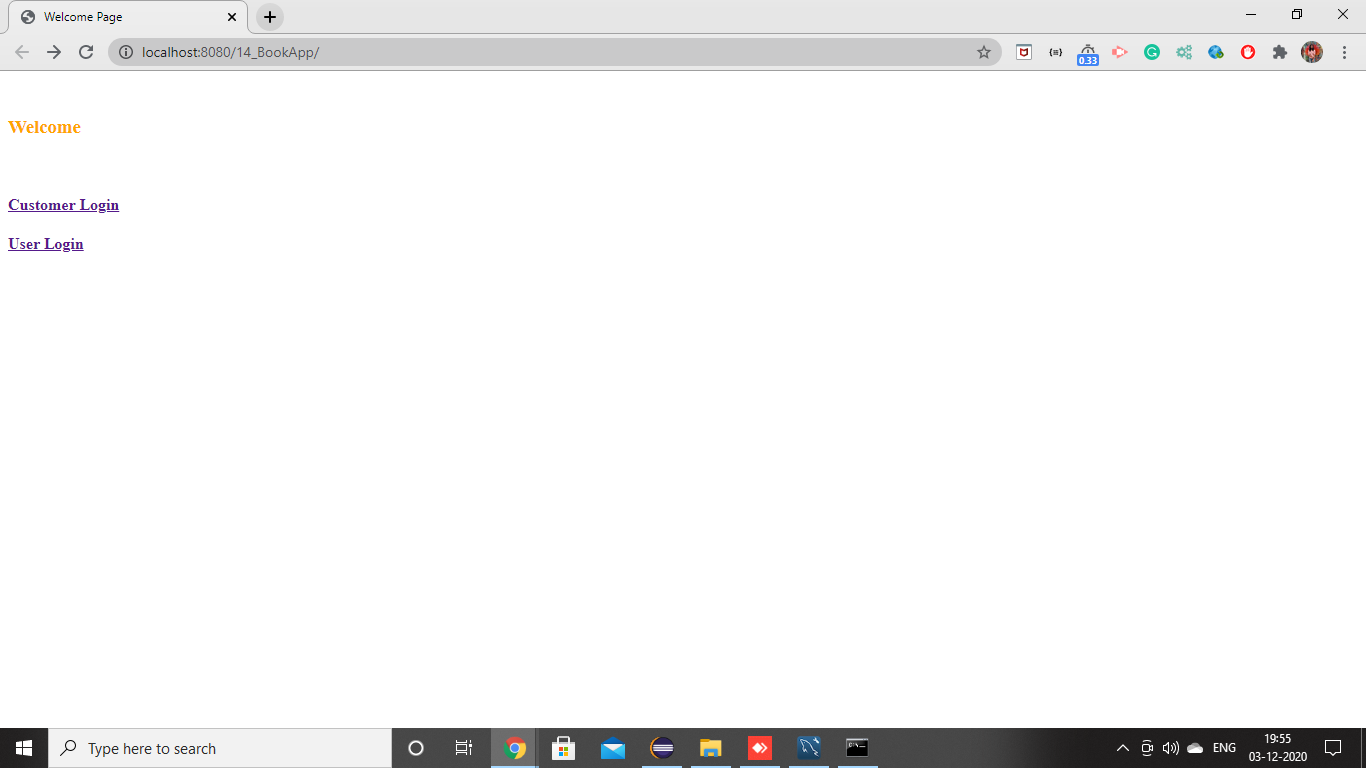 Welcome Page
localhost:8080/14_BookApp/
0.33
Welcome
Customer Login
User Login
Type here to search
ENG
19:55
03-12-2020